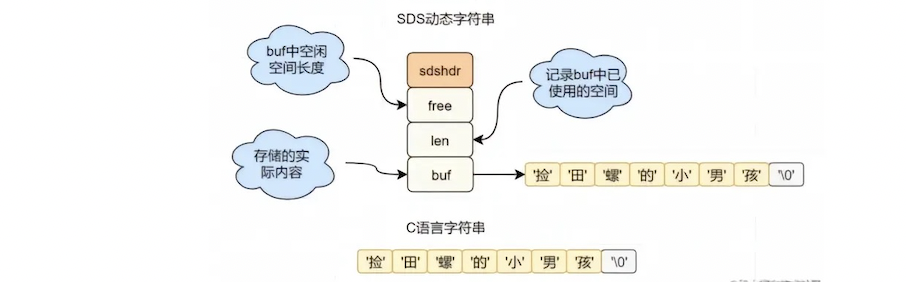 SDS动态字符串
buf中空闲
空间长度
sdshdr
记录buf中已
使用的空间
free
len
存储的实
际内容
buf
'捡' '田' '螺' '的' '小' '男' '孩' '\0'
C语言字符串
'捡' '田' '螺' '的' '小' '男' '孩' '\0'